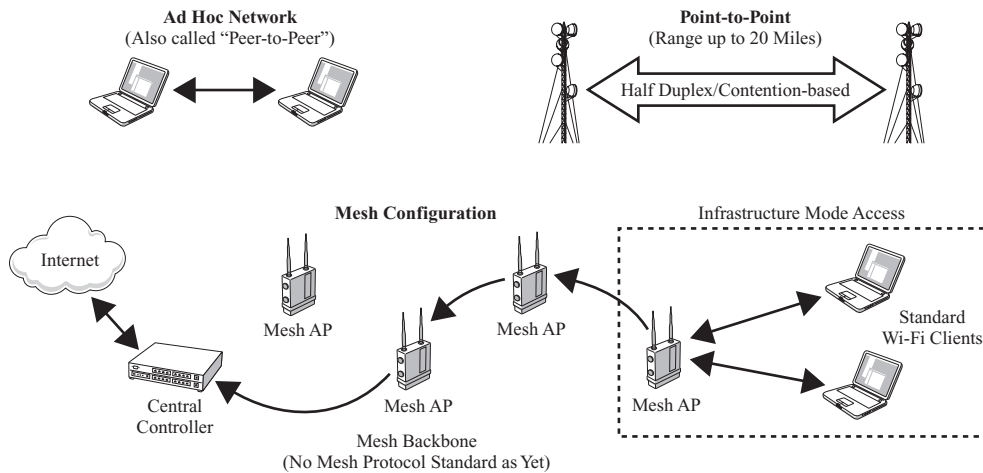 Ad Hoc Network
(Also called “Peer-to-Peer”)
Point-to-Point
(Range up to 20 Miles)
Half Duplex/Contention-based
Mesh Configuration
Infrastructure Mode Access
Internet
Mesh AP
Mesh AP
Standard
Wi-Fi Clients
Mesh AP
Mesh AP
Central
Controller
Mesh Backbone
(No Mesh Protocol Standard as Yet)